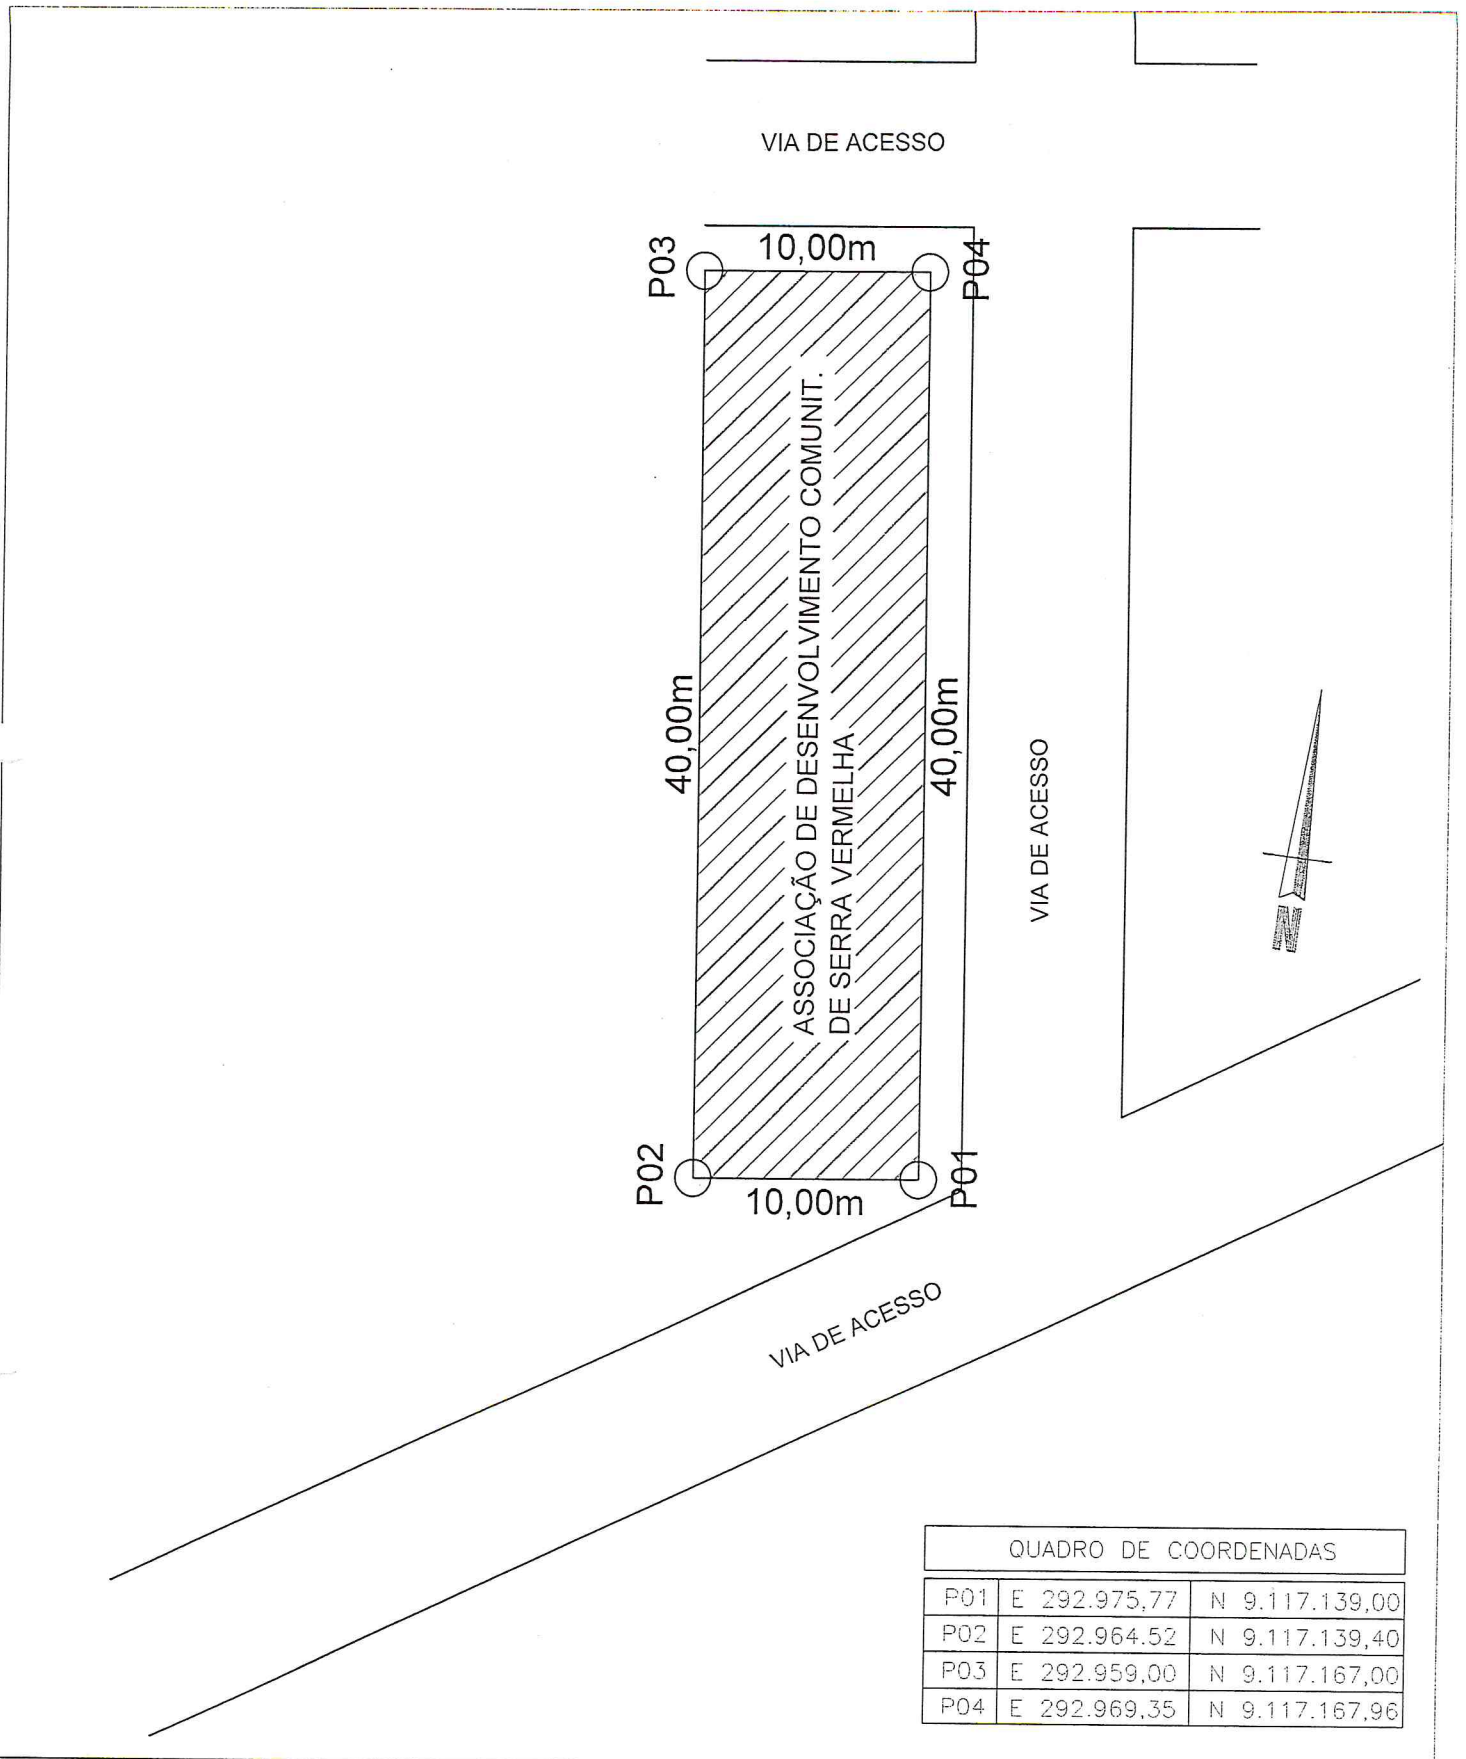 VIA DE ACESSO
P03
10,00m
P04
ASSOCIAÇÃO DE DESENVOLVIMENTO COMUNIT.
DE SERRA VERMELHA
40,00m
40,00m
VIA DE ACESSO
N
P02
10,00m
P01
VIA DE ACESSO
QUADRO DE COORDENADAS
P01 E 292.975,77 N 9.117.139,00
P02 E 292.964.52 N 9.117.139,40
P03 E 292.959,00 N 9.117.167,00
P04 E 292.969,35 N 9.117.167,96